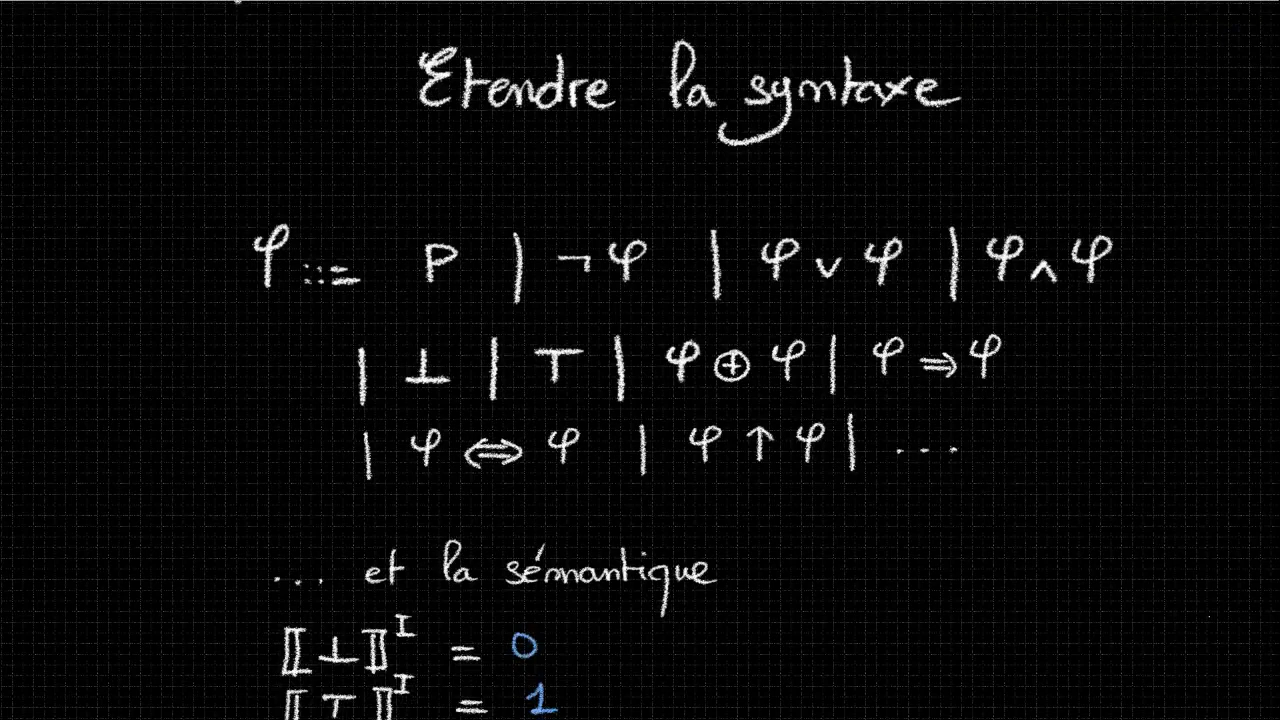 Etendre la syntaxe
φ ::= P | ¬φ | φ ∨ φ | φ ∧ φ
| ⊥ | ⊤ | φ ⊕ φ | φ ⇒ φ
| φ ⇔ φ | φ ↑ φ | ...
... et la sémantique
⟦⊥⟧ᴵ = 0
⟦⊤⟧ᴵ = 1